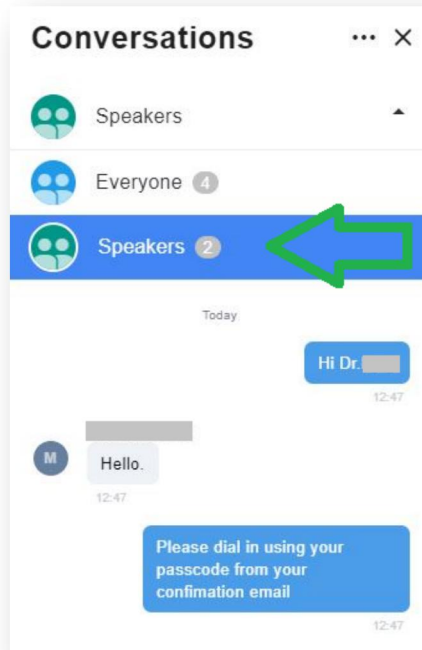 Conversations
Speakers
Everyone 4
Speakers 2
Today
Hi Dr.
12:47
M
Hello.
12:47
Please dial in using your
passcode from your
confimation email
12:47